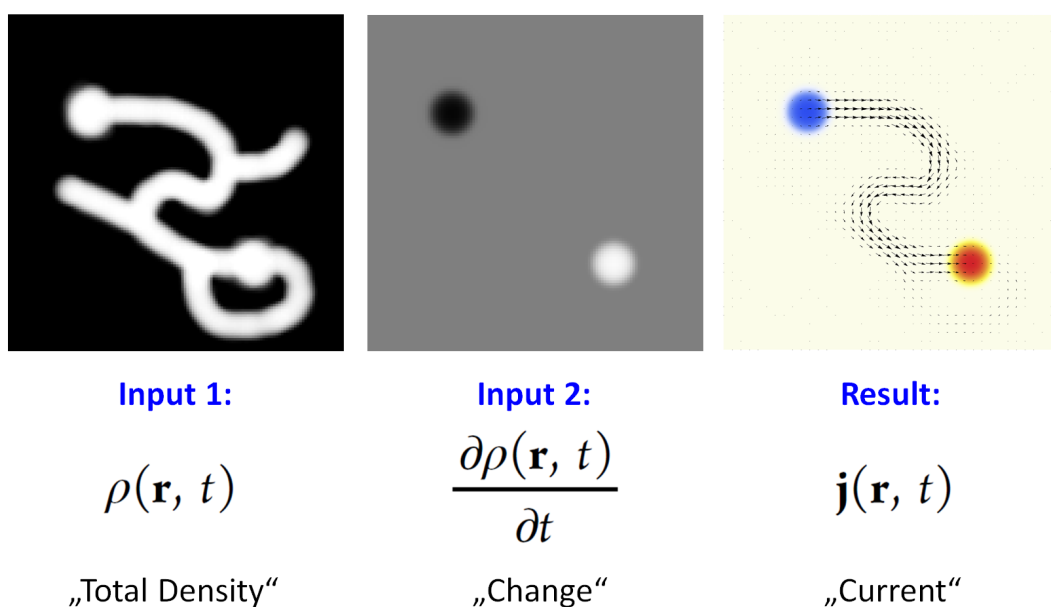 Input 1:
Input 2:
Result:
ρ(r, t)
∂ρ(r, t)
∂t
j(r, t)
„Total Density“
„Change“
„Current“